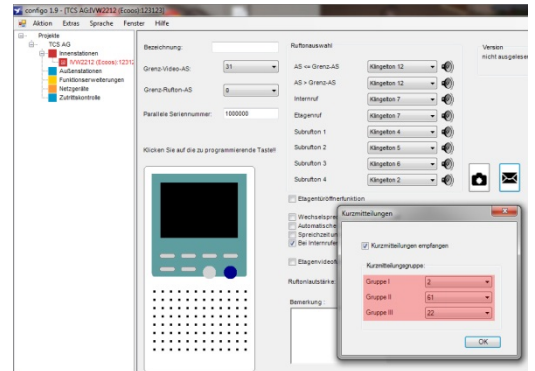 configo 1.9 - [TCS AG:IVW2212 (Ecoos):123123]
Aktion Extras Sprache Fenster Hilfe
Projekte
TCS AG
Innenstationen
IVW2212 (Ecoos): 1231
Außenstationen
Funktionserweiterungen
Netzgeräte
Zutrittskontrolle
Bezeichnung:
Grenz-Video-AS: 31
Grenz-Rufton-AS: 0
Parallele Seriennummer: 1000000
Klicken Sie auf die zu programmierende Taste!!
Ruftonauswahl
AS <= Grenz-AS Klingelton 12
AS > Grenz-AS Klingelton 12
Internruf Klingelton 7
Etagenruf Klingelton 7
Subrufton 1 Klingelton 4
Subrufton 2 Klingelton 5
Subrufton 3 Klingelton 6
Subrufton 4 Klingelton 2
Version
nicht ausgelesen
Etagentüröffnerfunktion
Wechselspre
Automatische
Spreichzeit un
Bei Internrufe
Etagenvideof
Ruftonlautstärke:
Bemerkung :
Kurzmitteilungen
Kurzmitteilungen empfangen
Kurzmitteilungsgruppe:
Gruppe I 2
Gruppe II 61
Gruppe III 22
OK